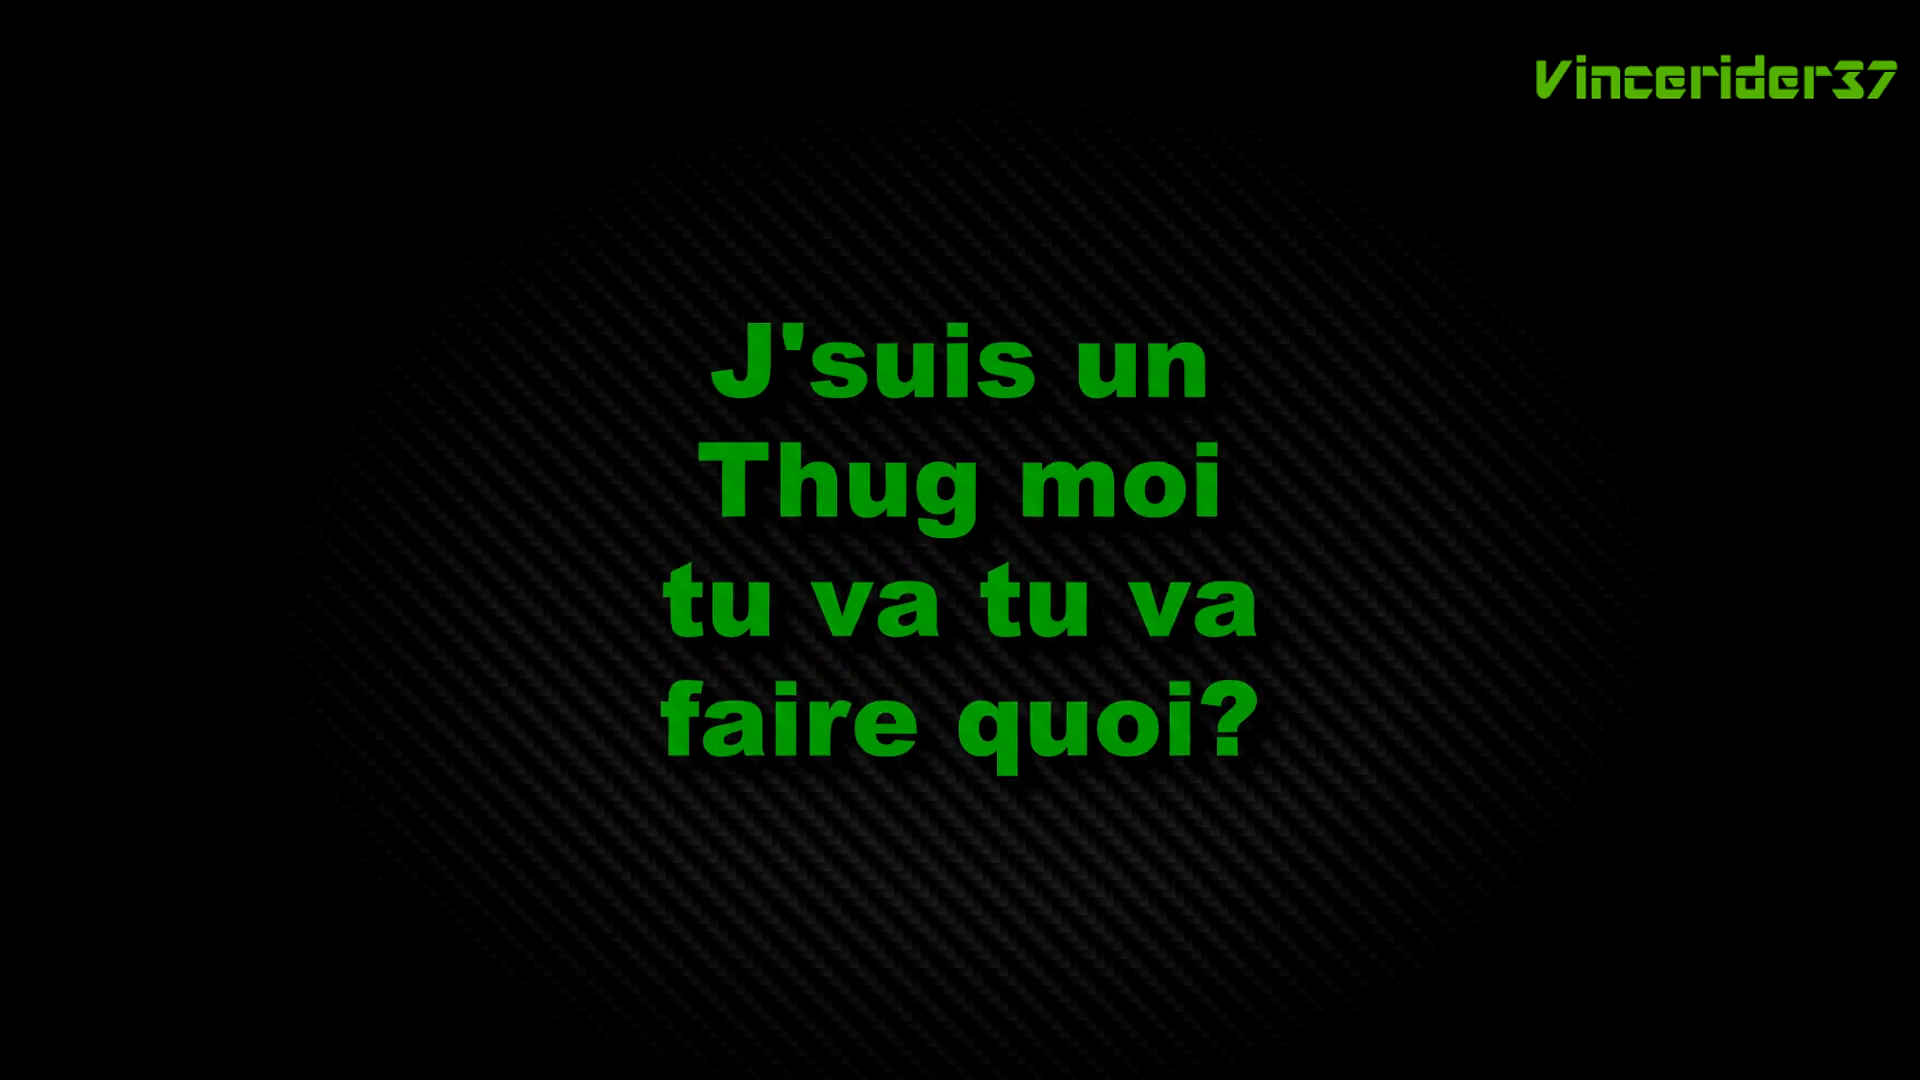 Vincerider37
J'suis un
Thug moi
tu va tu va
faire quoi?